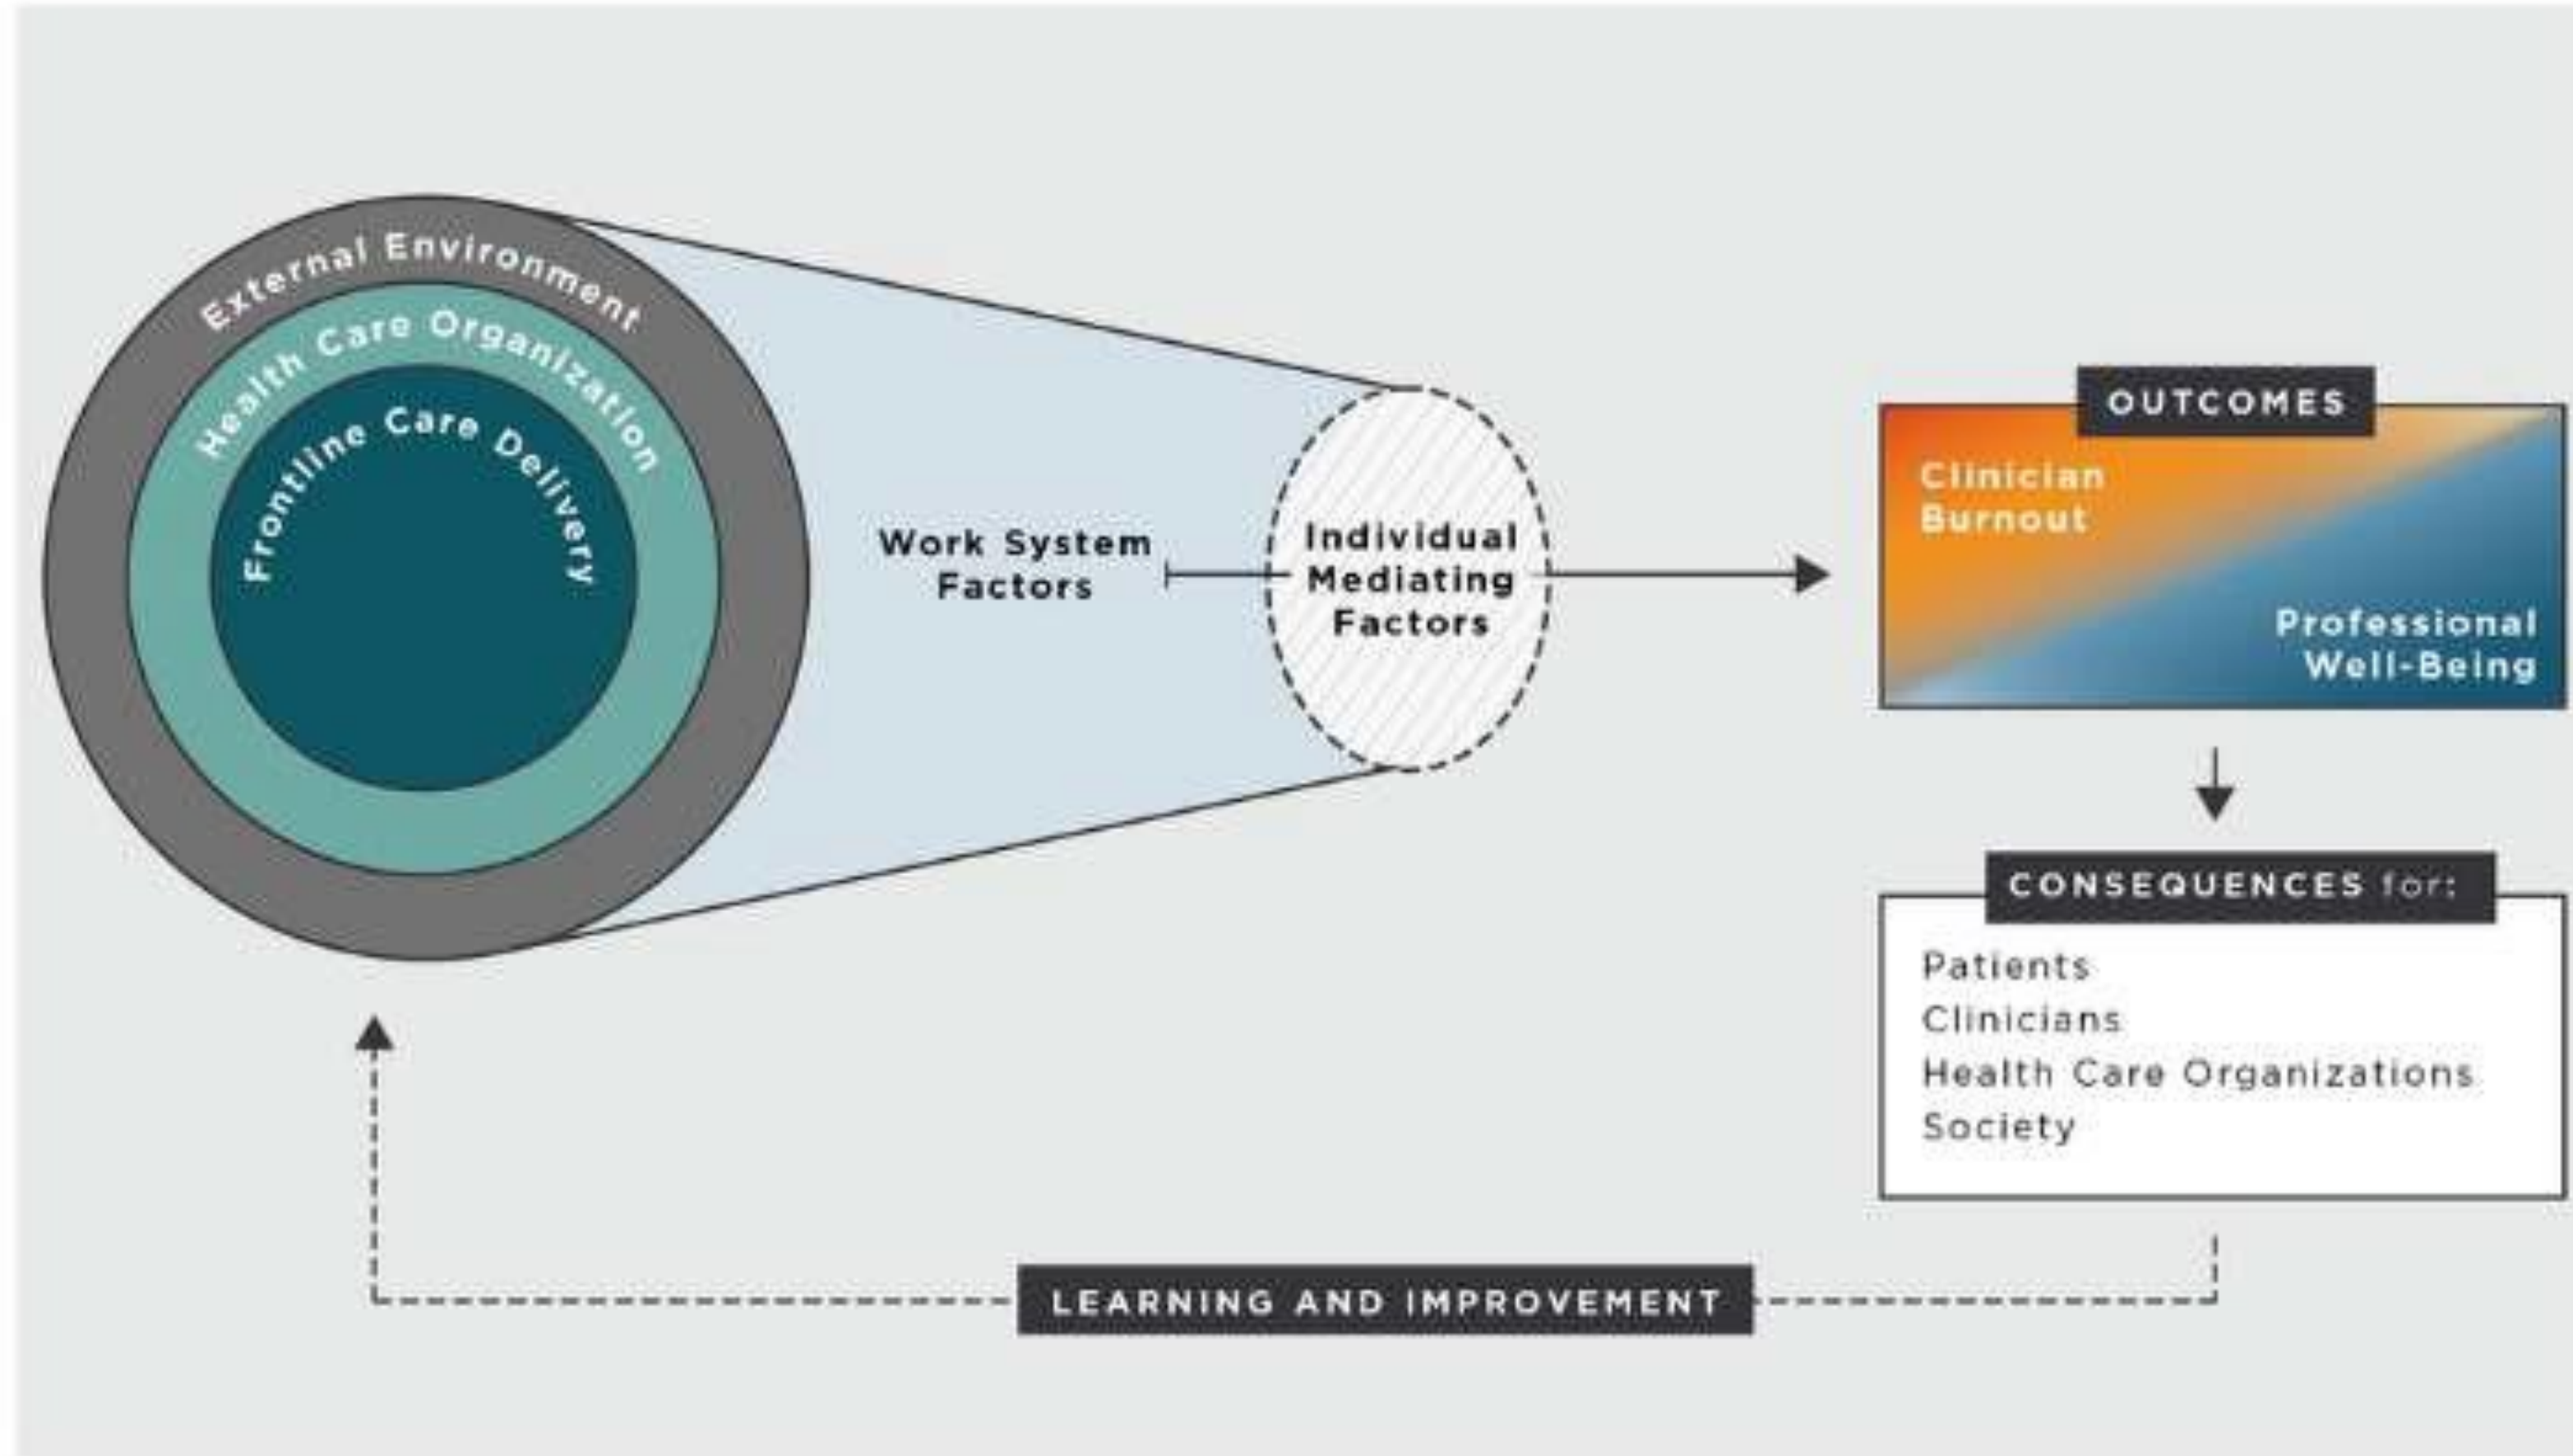 External Environment
Health Care Organization
Frontline Care Delivery
Work System
Factors
Individual
Mediating
Factors
OUTCOMES
Clinician
Burnout
Professional
Well-Being
CONSEQUENCES for:
Patients
Clinicians
Health Care Organizations
Society
LEARNING AND IMPROVEMENT